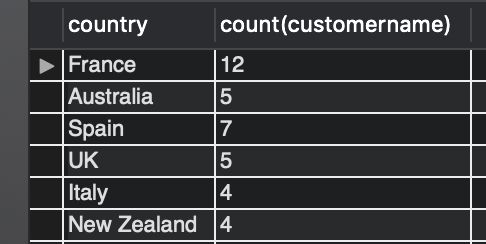 country count(customername)
France 12
Australia 5
Spain 7
UK 5
Italy 4
New Zealand 4